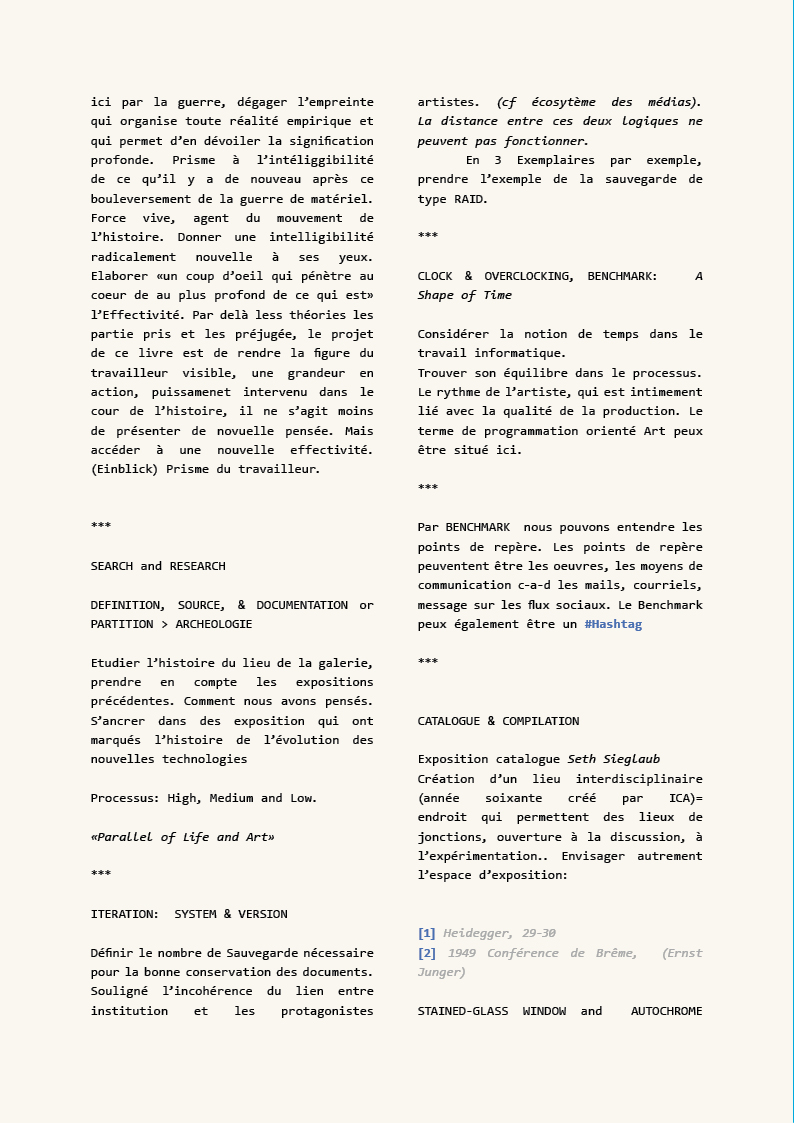 ici par la guerre, dégager l’empreinte
qui organise toute réalité empirique et
qui permet d’en dévoiler la signification
profonde. Prisme à l’intéliggibilité
de ce qu’il y a de nouveau après ce
bouleversement de la guerre de matériel.
Force vive, agent du mouvement de
l’histoire. Donner une intelligibilité
radicalement nouvelle à ses yeux.
Elaborer «un coup d’oeil qui pénètre au
coeur de au plus profond de ce qui est»
l’Effectivité. Par delà less théories les
partie pris et les préjugée, le projet
de ce livre est de rendre la figure du
travailleur visible, une grandeur en
action, puissamenet intervenu dans le
cour de l’histoire, il ne s’agit moins
de présenter de novuelle pensée. Mais
accéder à une nouvelle effectivité.
(Einblick) Prisme du travailleur.
***
SEARCH and RESEARCH
DEFINITION, SOURCE, & DOCUMENTATION or
PARTITION > ARCHEOLOGIE
Etudier l’histoire du lieu de la galerie,
prendre en compte les expositions
précédentes. Comment nous avons pensés.
S’ancrer dans des exposition qui ont
marqués l’histoire de l’évolution des
nouvelles technologies
Processus: High, Medium and Low.
«Parallel of Life and Art»
***
ITERATION: SYSTEM & VERSION
Définir le nombre de Sauvegarde nécessaire
pour la bonne conservation des documents.
Souligné l’incohérence du lien entre
institution et les protagonistes
artistes. (cf écosytème des médias).
La distance entre ces deux logiques ne
peuvent pas fonctionner.
En 3 Exemplaires par exemple,
prendre l’exemple de la sauvegarde de
type RAID.
***
CLOCK & OVERCLOCKING, BENCHMARK: A
Shape of Time
Considérer la notion de temps dans le
travail informatique.
Trouver son équilibre dans le processus.
Le rythme de l’artiste, qui est intimement
lié avec la qualité de la production. Le
terme de programmation orienté Art peux
être situé ici.
***
Par BENCHMARK nous pouvons entendre les
points de repère. Les points de repère
peuventent être les oeuvres, les moyens de
communication c-a-d les mails, courriels,
message sur les flux sociaux. Le Benchmark
peux également être un #Hashtag
***
CATALOGUE & COMPILATION
Exposition catalogue Seth Sieglaub
Création d’un lieu interdisciplinaire
(année soixante créé par ICA)=
endroit qui permettent des lieux de
jonctions, ouverture à la discussion, à
l’expérimentation.. Envisager autrement
l’espace d’exposition:
[1] Heidegger, 29-30
[2] 1949 Conférence de Brême, (Ernst
Junger)
STAINED-GLASS WINDOW and AUTOCHROME